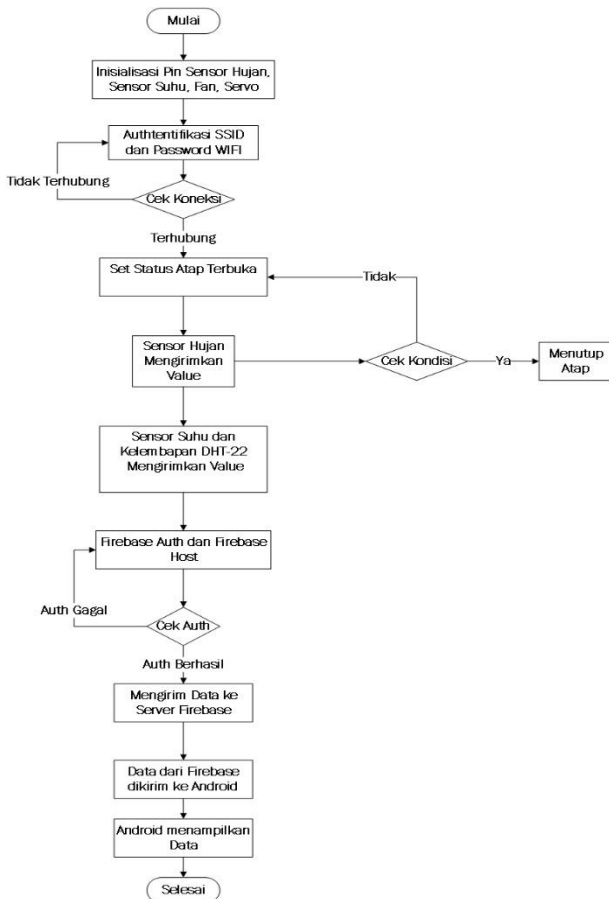 Mulai
Inisialisasi Pin Sensor Hujan,
Sensor Suhu, Fan, Servo
Authtentifikasi SSID
dan Password WIFI
Tidak Terhubung
Cek Koneksi
Terhubung
Set Status Atap Terbuka
Tidak
Sensor Hujan
Mengirimkan
Value
Cek Kondisi
Ya
Menutup
Atap
Sensor Suhu dan
Kelembapan DHT-22
Mengirimkan Value
Firebase Auth dan Firebase
Host
Auth Gagal
Cek Auth
Auth Berhasil
Mengirim Data ke
Server Firebase
Data dari Firebase
dikirim ke Android
Android menampilkan
Data
Selesai